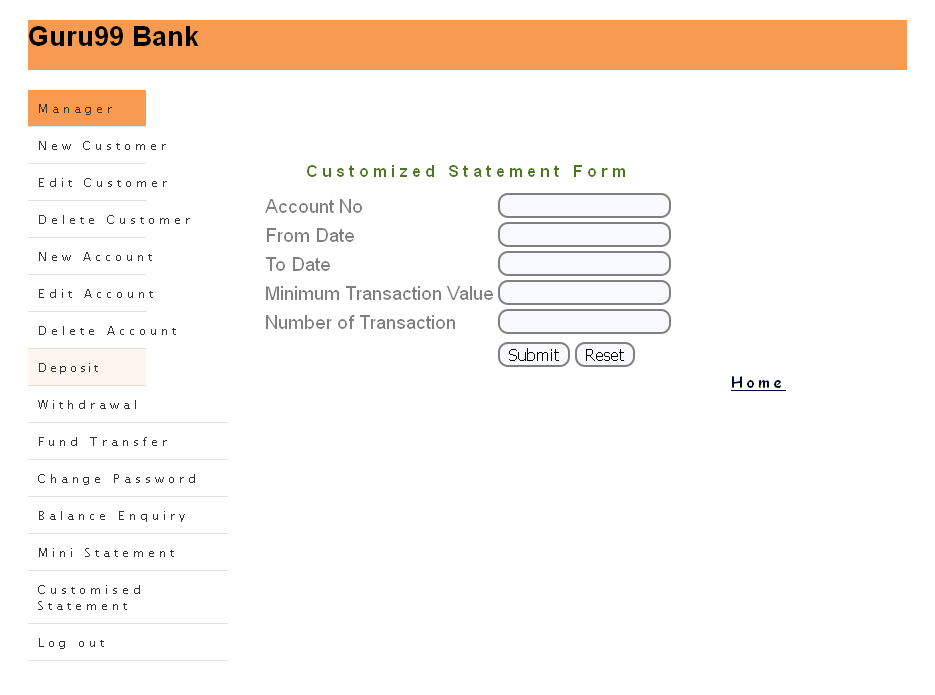 Guru99 Bank
Manager
New Customer
Edit Customer
Delete Customer
New Account
Edit Account
Delete Account
Deposit
Withdrawal
Fund Transfer
Change Password
Balance Enquiry
Mini Statement
Customised
Statement
Log out
Customized Statement Form
Account No
From Date
To Date
Minimum Transaction Value
Number of Transaction
Submit Reset
Home